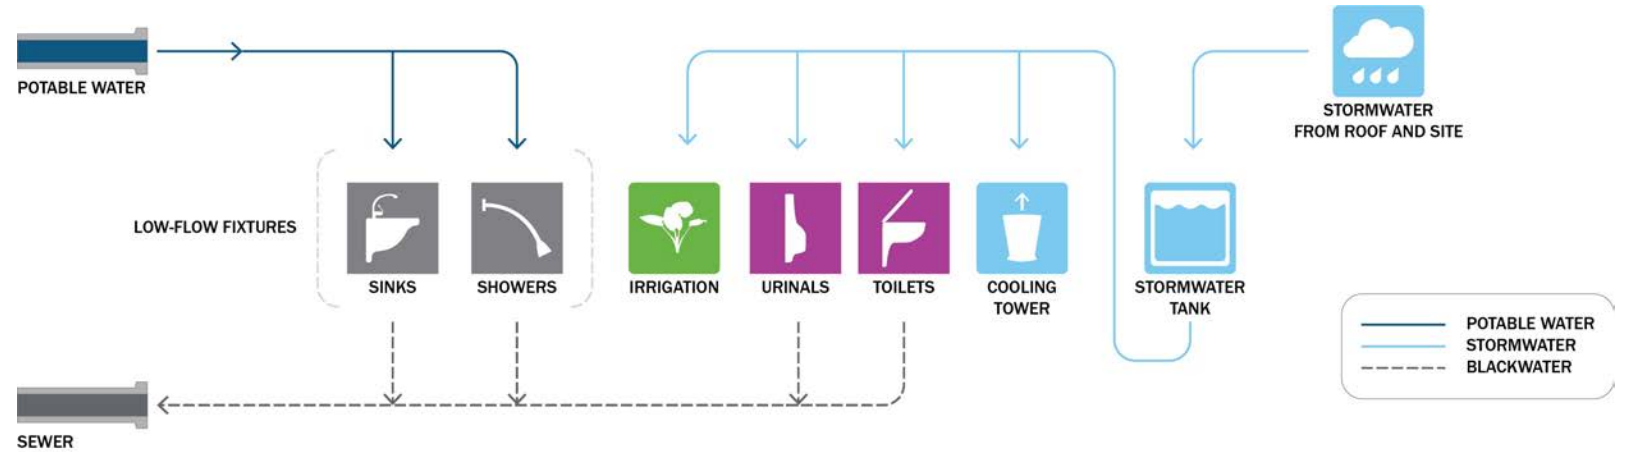 POTABLE WATER
STORMWATER
FROM ROOF AND SITE
LOW-FLOW FIXTURES
SINKS
SHOWERS
IRRIGATION
URINALS
TOILETS
COOLING
TOWER
STORMWATER
TANK
POTABLE WATER
STORMWATER
BLACKWATER
SEWER